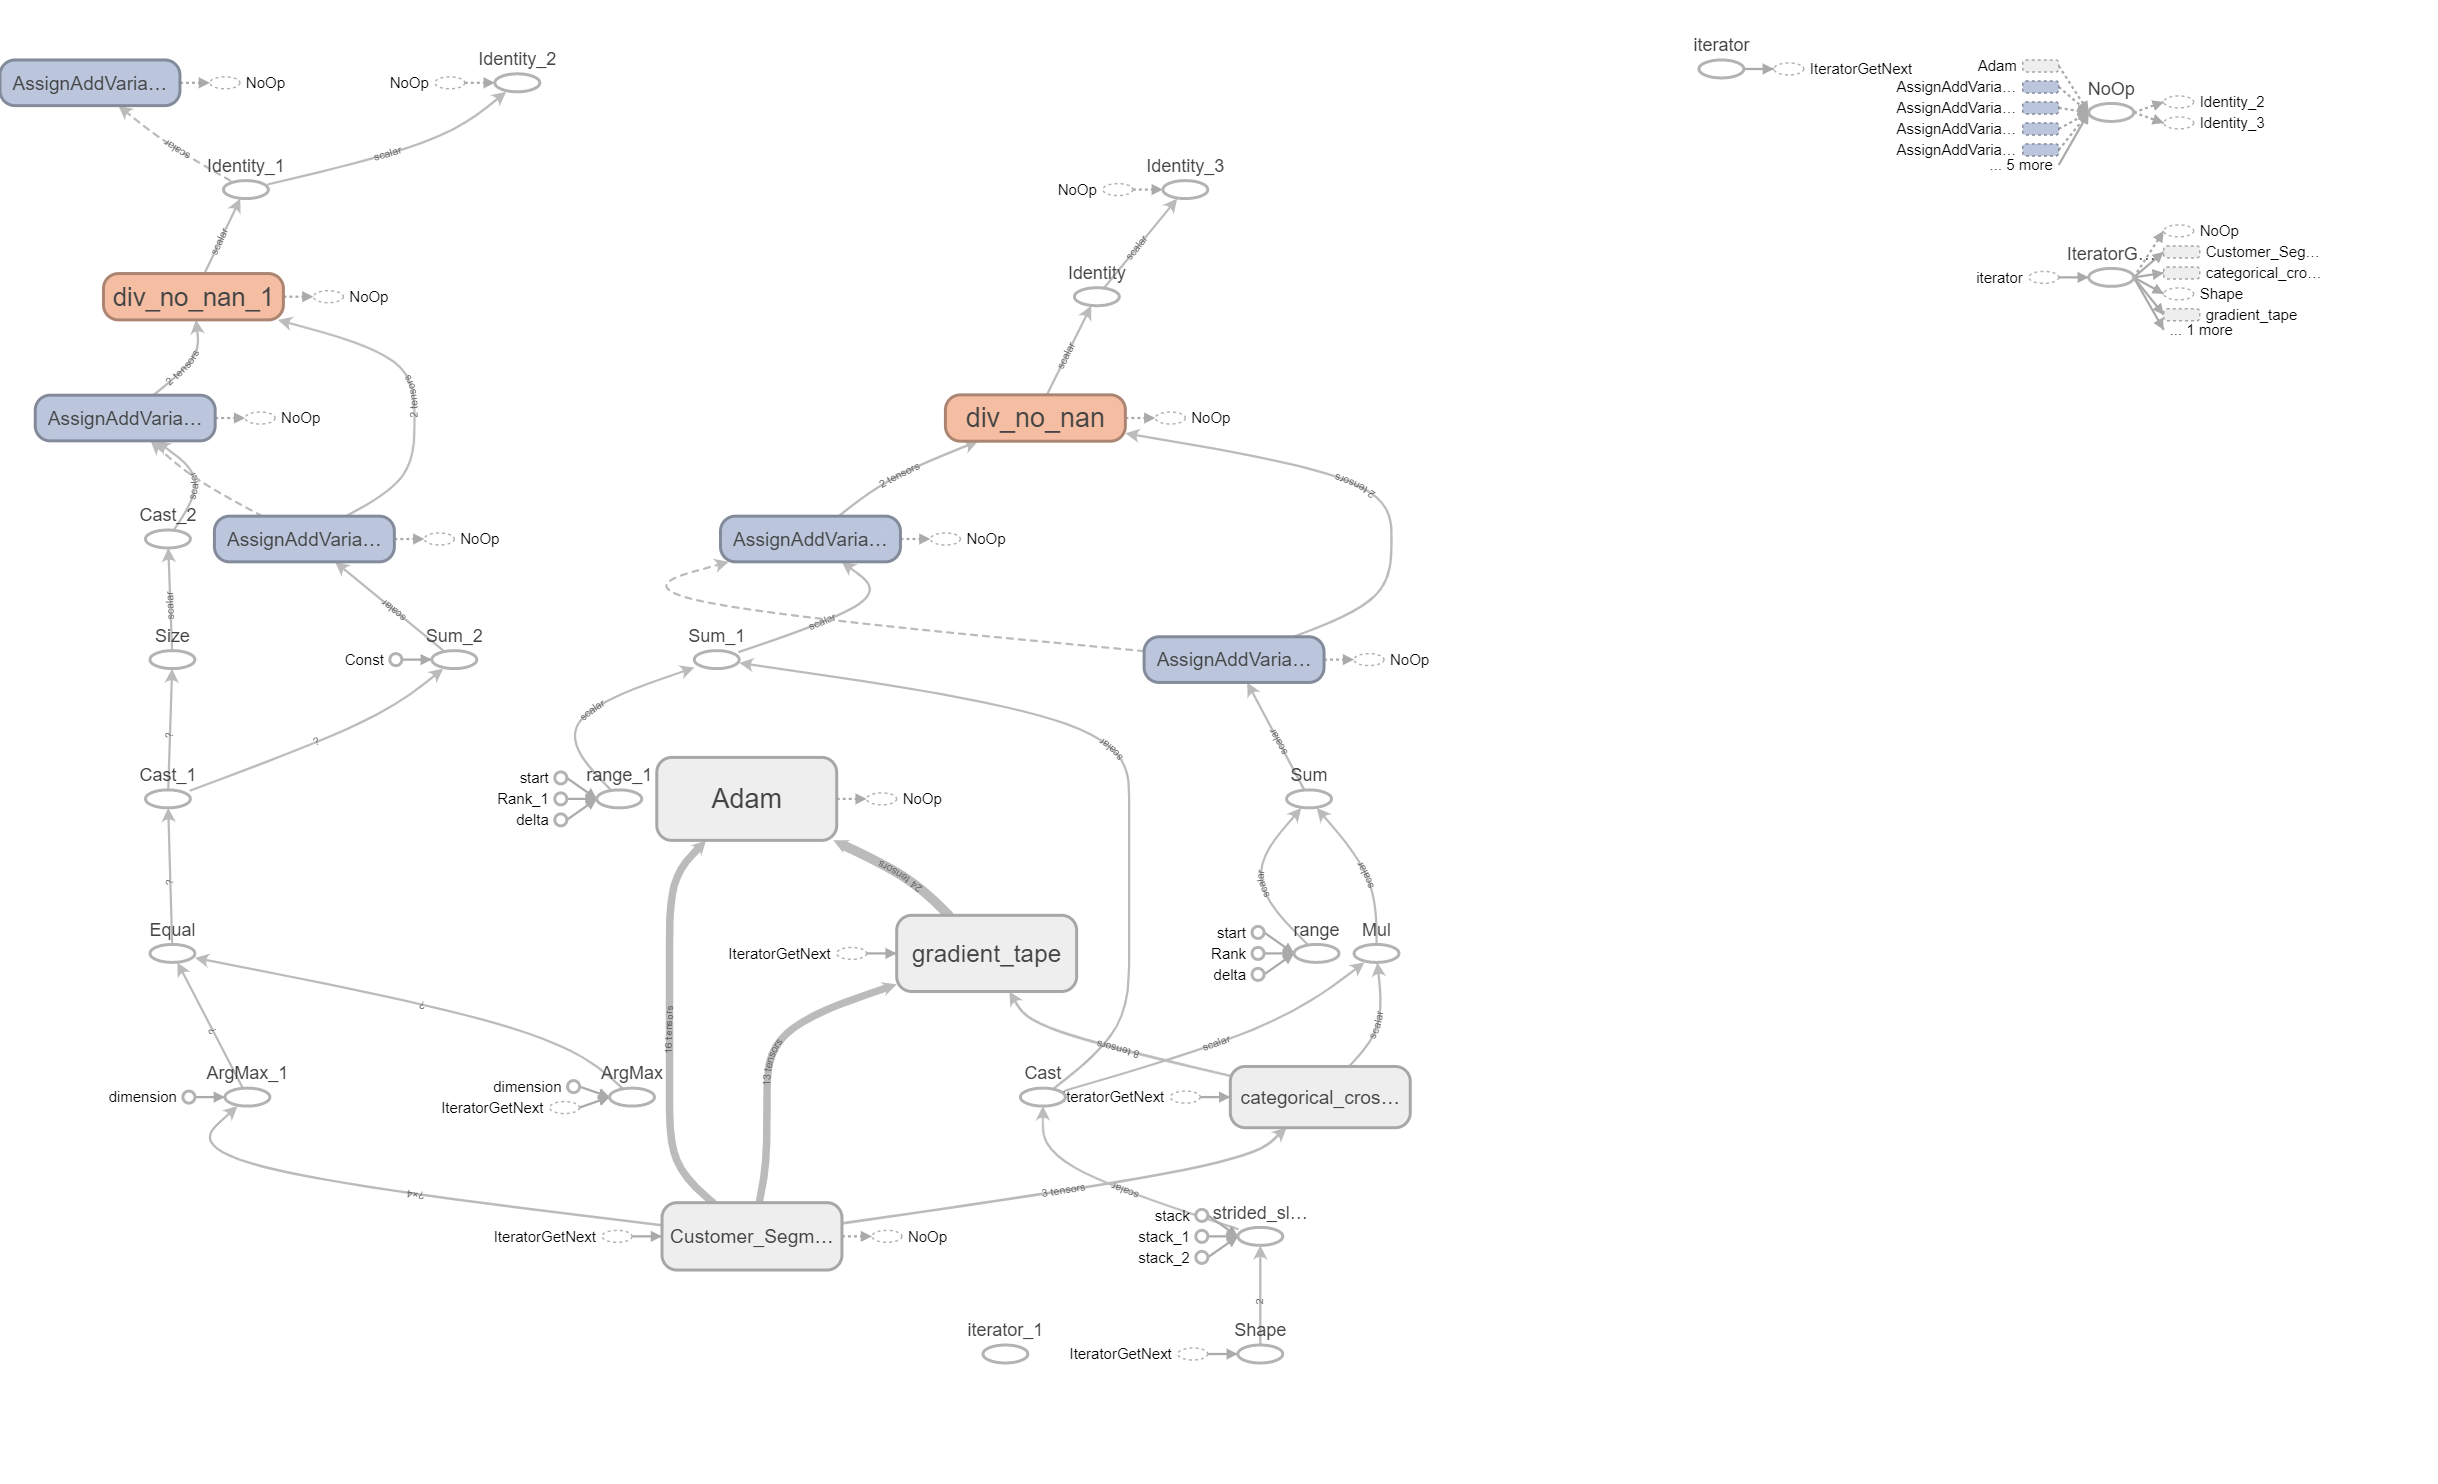 Identity_2
AssignAddVaria…
NoOp
NoOp
scalar
scalar
Identity_1
scalar
div_no_nan_1
NoOp
2 tensors
2 tensors
AssignAddVaria…
NoOp
scalar
Cast_2
AssignAddVaria…
NoOp
scalar
scalar
Size
Sum_2
Const
?
?
Cast_1
?
Equal
?
?
ArgMax_1
dimension
ArgMax
dimension
IteratorGetNext
?×4
Identity_3
NoOp
scalar
Identity
scalar
div_no_nan
NoOp
2 tensors
2 tensors
AssignAddVaria…
NoOp
scalar
Sum_1
AssignAddVaria…
NoOp
scalar
scalar
scalar
range_1
start
Rank_1
delta
Adam
NoOp
Sum
24 tensors
scalar
scalar
gradient_tape
IteratorGetNext
range
Mul
start
Rank
delta
16 tensors
13 tensors
8 tensors
scalar
scalar
Cast
teratorGetNext
categorical_cros…
3 tensors
scalar
Customer_Segm…
IteratorGetNext
NoOp
strided_sl…
stack
stack_1
stack_2
2
iterator_1
Shape
IteratorGetNext
iterator
IteratorGetNext
Adam
AssignAddVaria…
AssignAddVaria…
AssignAddVaria…
AssignAddVaria…
... 5 more
NoOp
Identity_2
Identity_3
IteratorG…
iterator
NoOp
Customer_Seg…
categorical_cro…
Shape
gradient_tape
... 1 more